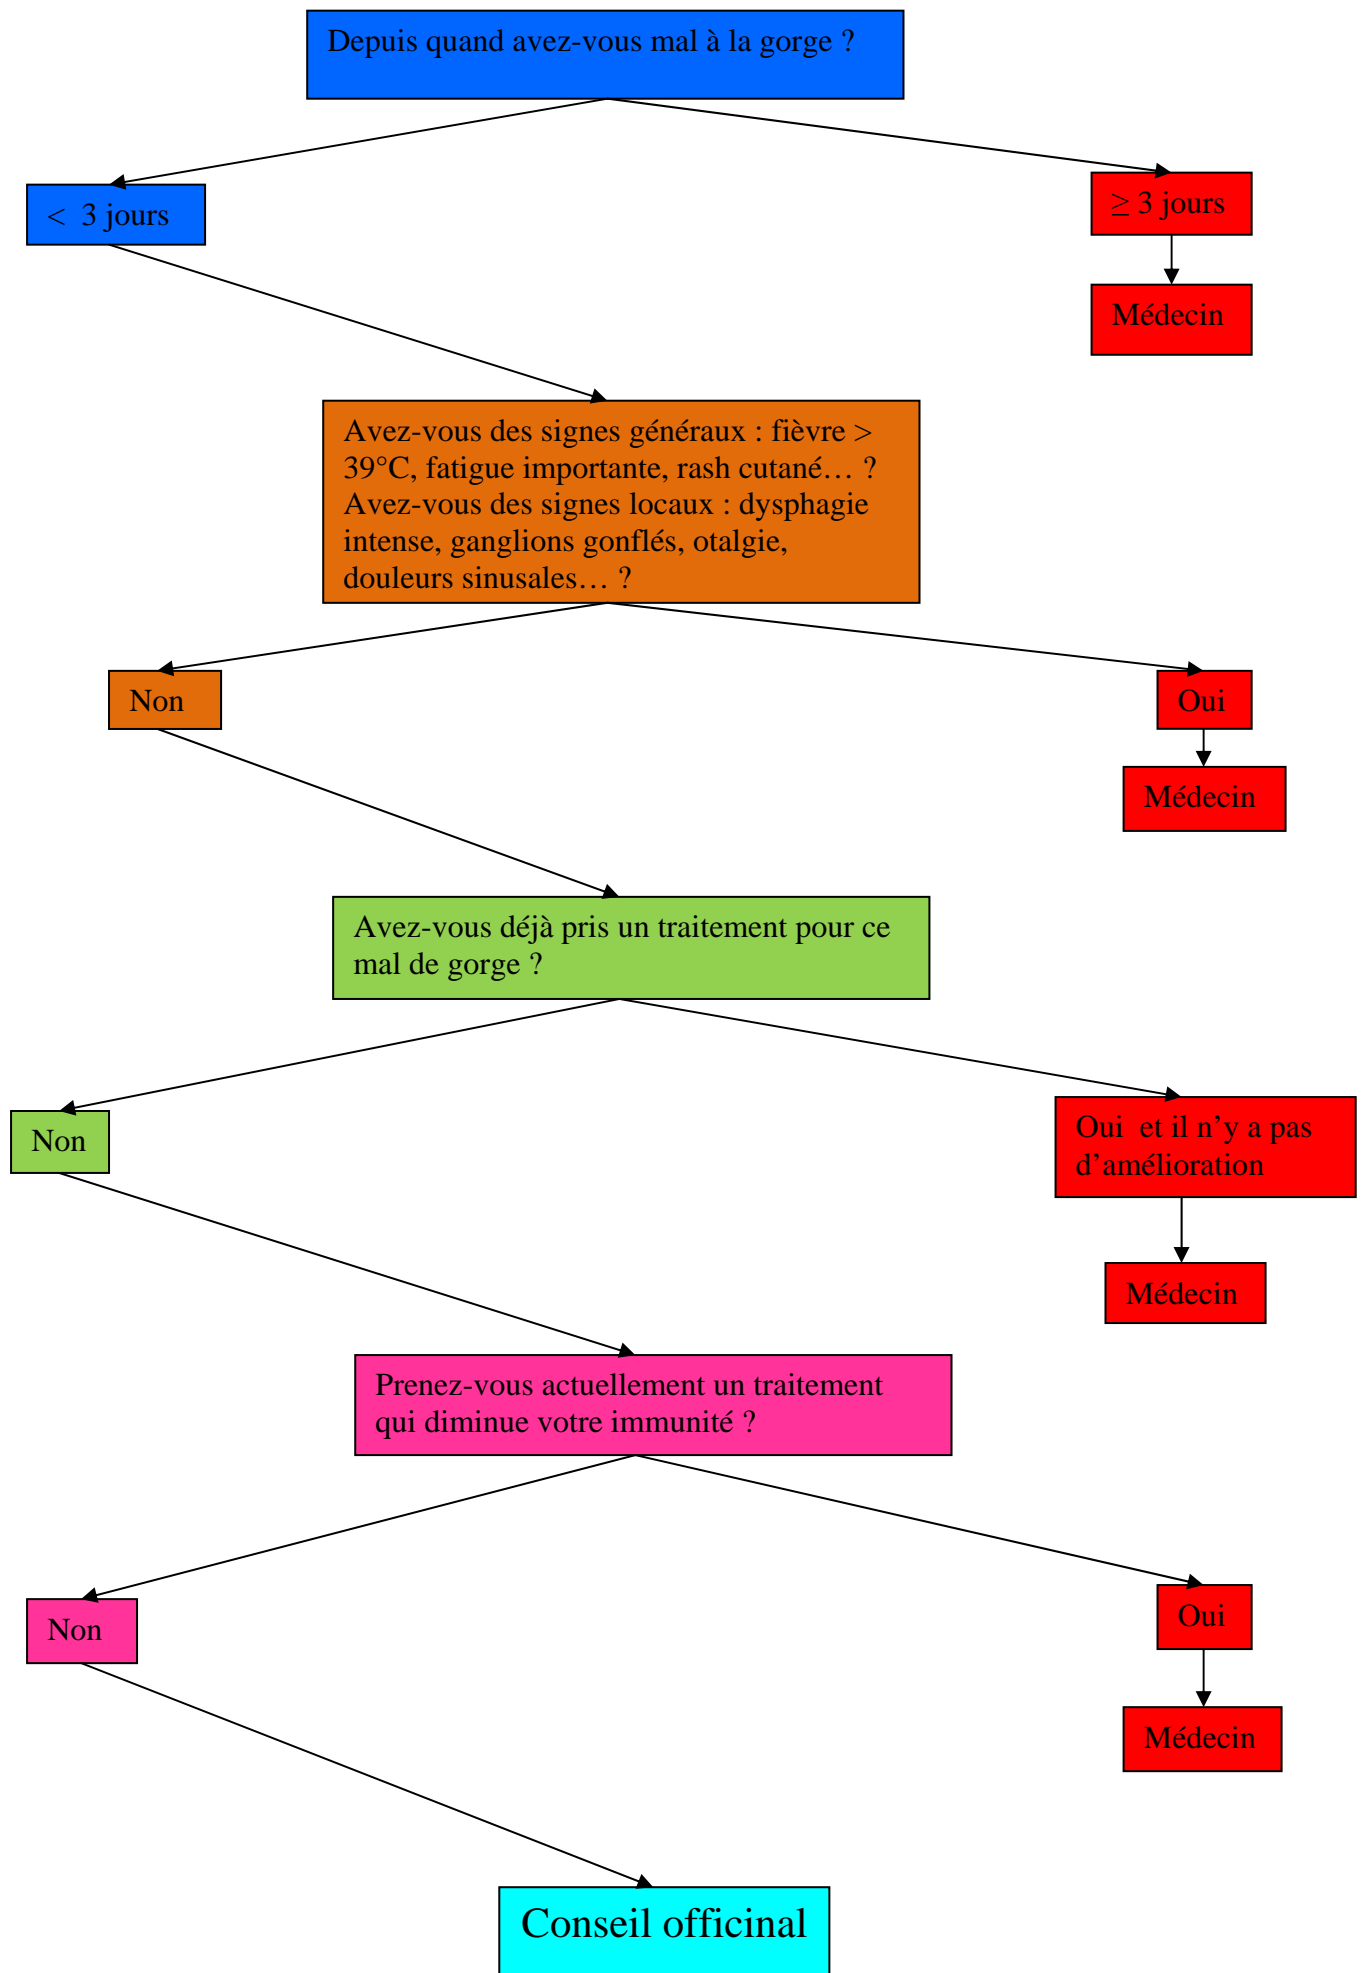 Depuis quand avez-vous mal à la gorge ?
< 3 jours
≥ 3 jours
Médecin
Avez-vous des signes généraux : fièvre >
39°C, fatigue importante, rash cutané… ?
Avez-vous des signes locaux : dysphagie
intense, ganglions gonflés, otalgie,
douleurs sinusales… ?
Non
Oui
Médecin
Avez-vous déjà pris un traitement pour ce
mal de gorge ?
Non
Oui et il n’y a pas
d’amélioration
Médecin
Prenez-vous actuellement un traitement
qui diminue votre immunité ?
Non
Oui
Médecin
Conseil officinal